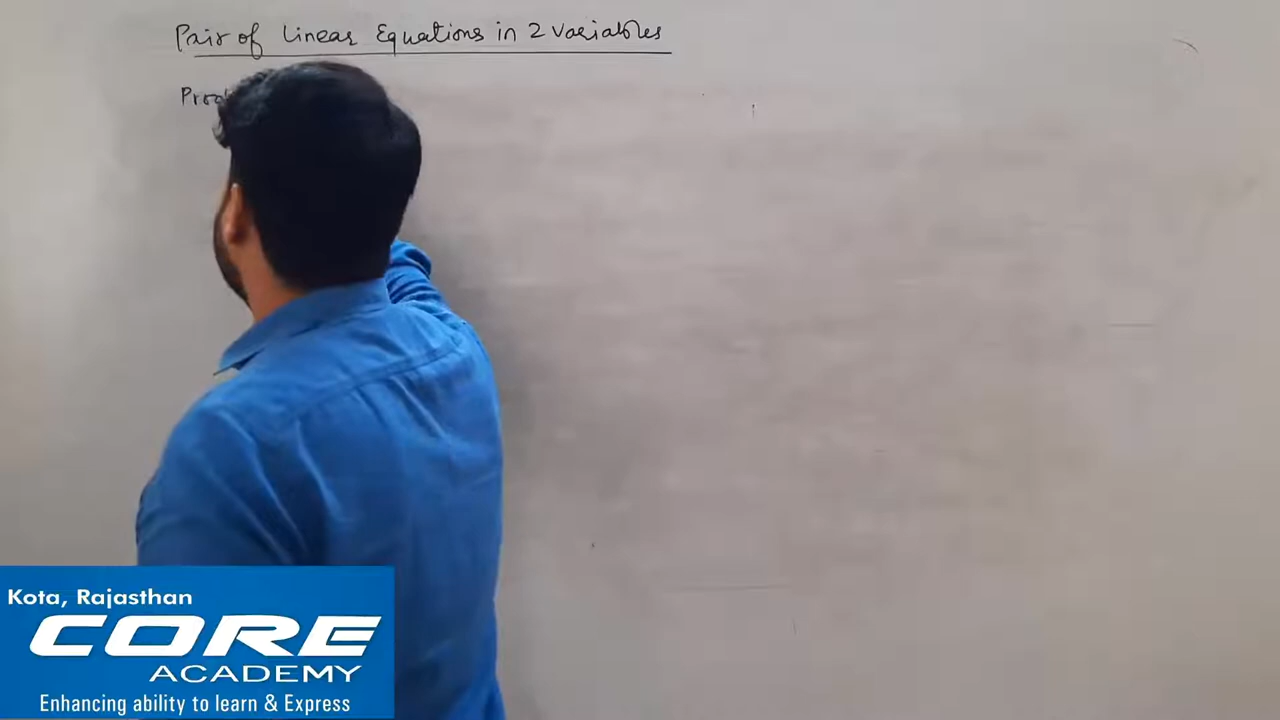 Pair of Linear Equations in 2 Variables
Kota, Rajasthan
CORE
ACADEMY
Enhancing ability to learn & Express